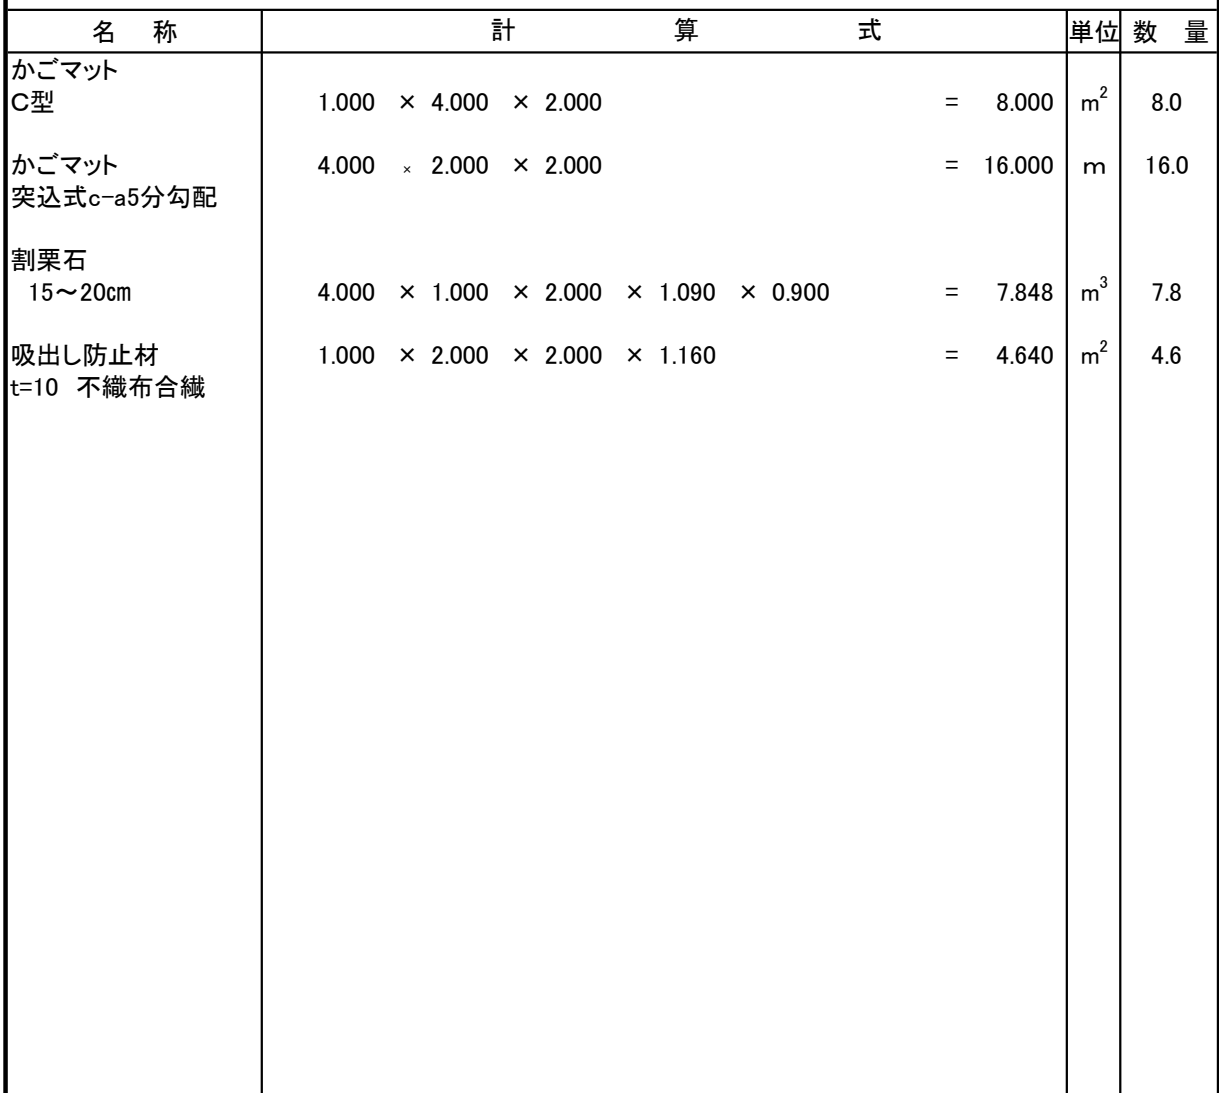 名 称 計 算 式 単位 数 量
かごマット
C型 1.000 × 4.000 × 2.000 = 8.000 m² 8.0
かごマット 4.000 × 2.000 × 2.000 = 16.000 m 16.0
突込式c-a5分勾配
割栗石
15～20㎝ 4.000 × 1.000 × 2.000 × 1.090 × 0.900 = 7.848 m³ 7.8
吸出し防止材 1.000 × 2.000 × 2.000 × 1.160 = 4.640 m² 4.6
t=10 不織布合繊